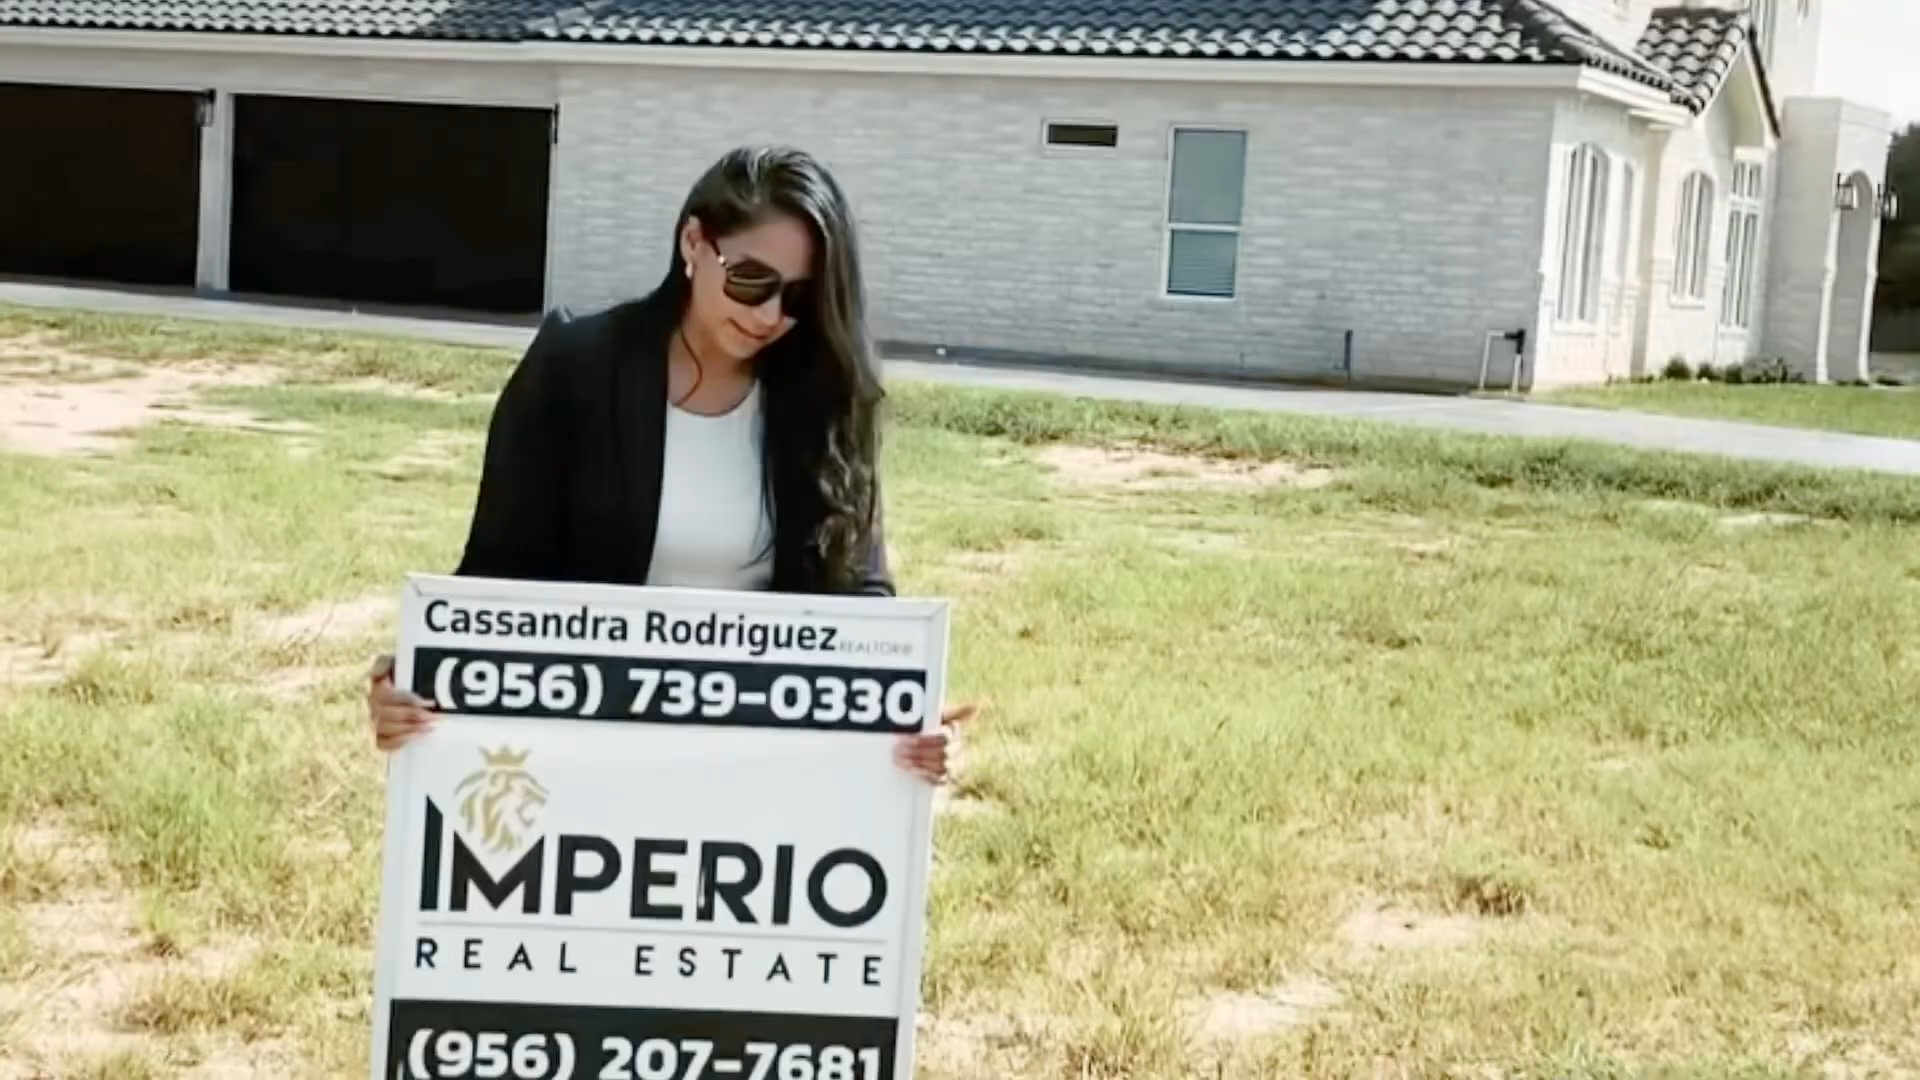 Cassandra Rodriguez REALTOR®
(956) 739-0330
IMPERIO
REAL ESTATE
(956) 207-7681